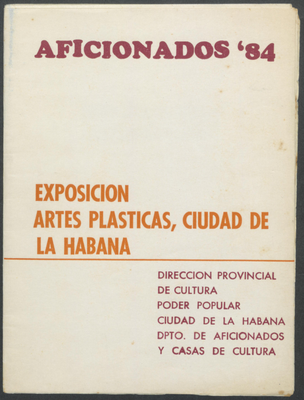 AFICIONADOS '84
EXPOSICION
ARTES PLASTICAS, CIUDAD DE
LA HABANA
DIRECCION PROVINCIAL
DE CULTURA
PODER POPULAR
CIUDAD DE LA HABANA
DPTO. DE AFICIONADOS
Y CASAS DE CULTURA